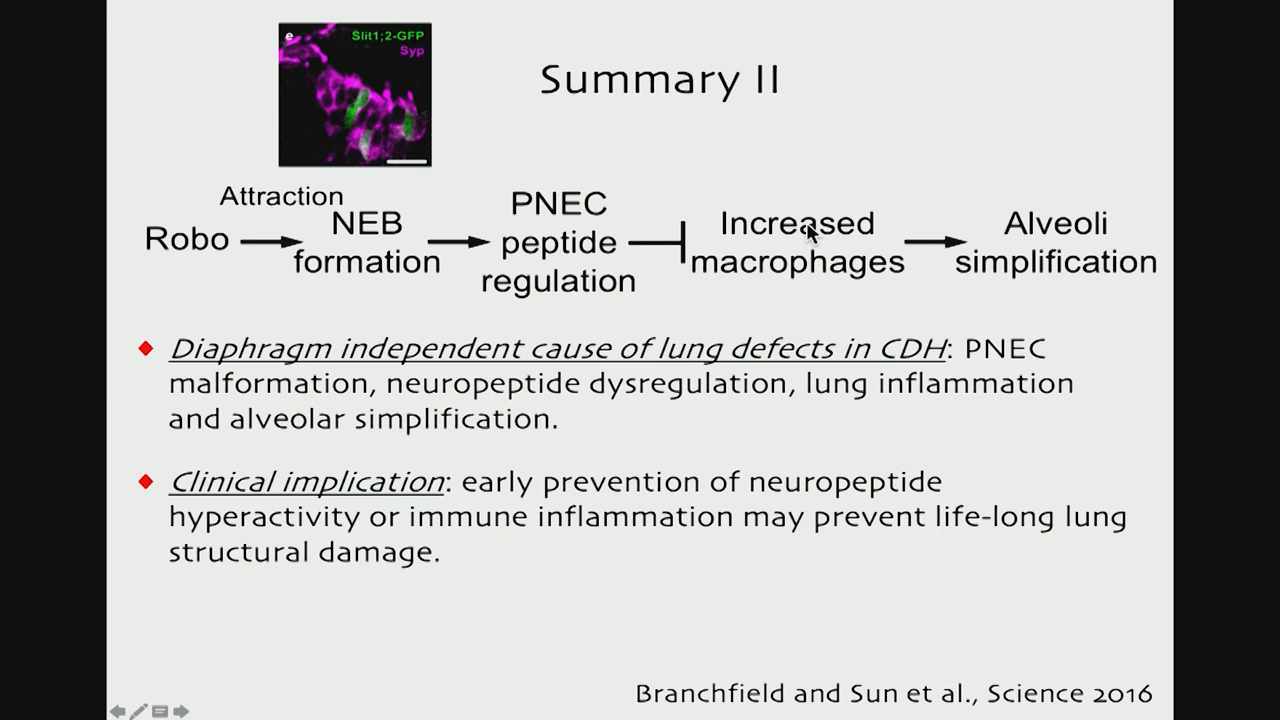 e
Slit1;2-GFP
Syp
Summary II
Attraction
Robo
NEB
formation
PNEC
peptide
regulation
Increased
macrophages
Alveoli
simplification
Diaphragm independent cause of lung defects in CDH: PNEC
malformation, neuropeptide dysregulation, lung inflammation
and alveolar simplification.
Clinical implication: early prevention of neuropeptide
hyperactivity or immune inflammation may prevent life-long lung
structural damage.
Branchfield and Sun et al., Science 2016